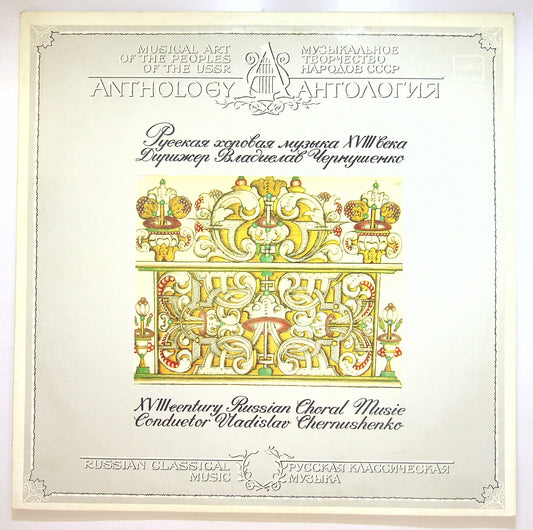 MUSICAL ART
OF THE PEOPLES
OF THE USSR
ANTHOLOGY
МУЗЫКАЛЬНОЕ
ТВОРЧЕСТВО
НАРОДОВ СССР
АНТОЛОГИЯ
Русская хоровая музыка XVIII века
Дирижер Владислав Чернушенко
XVIII century Russian Choral Music
Conductor Vladislav Chernushenko
RUSSIAN CLASSICAL
MUSIC
РУССКАЯ КЛАССИЧЕСКАЯ
МУЗЫКА